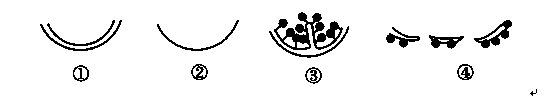 ① ② ③ ④